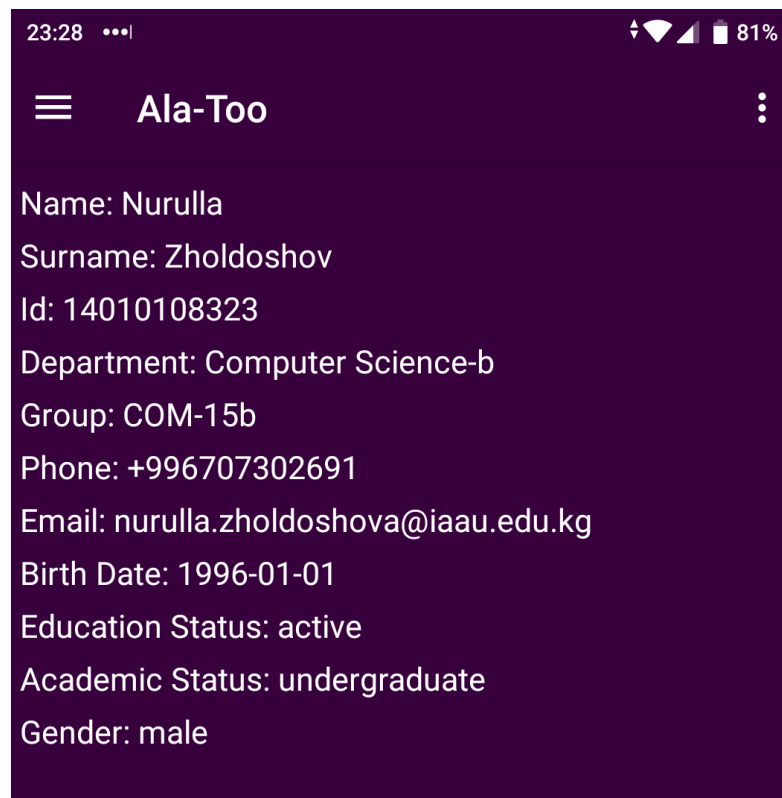 23:28
81%
Ala-Too
Name: Nurulla
Surname: Zholdoshov
Id: 14010108323
Department: Computer Science-b
Group: COM-15b
Phone: +996707302691
Email: nurulla.zholdoshova@iaau.edu.kg
Birth Date: 1996-01-01
Education Status: active
Academic Status: undergraduate
Gender: male